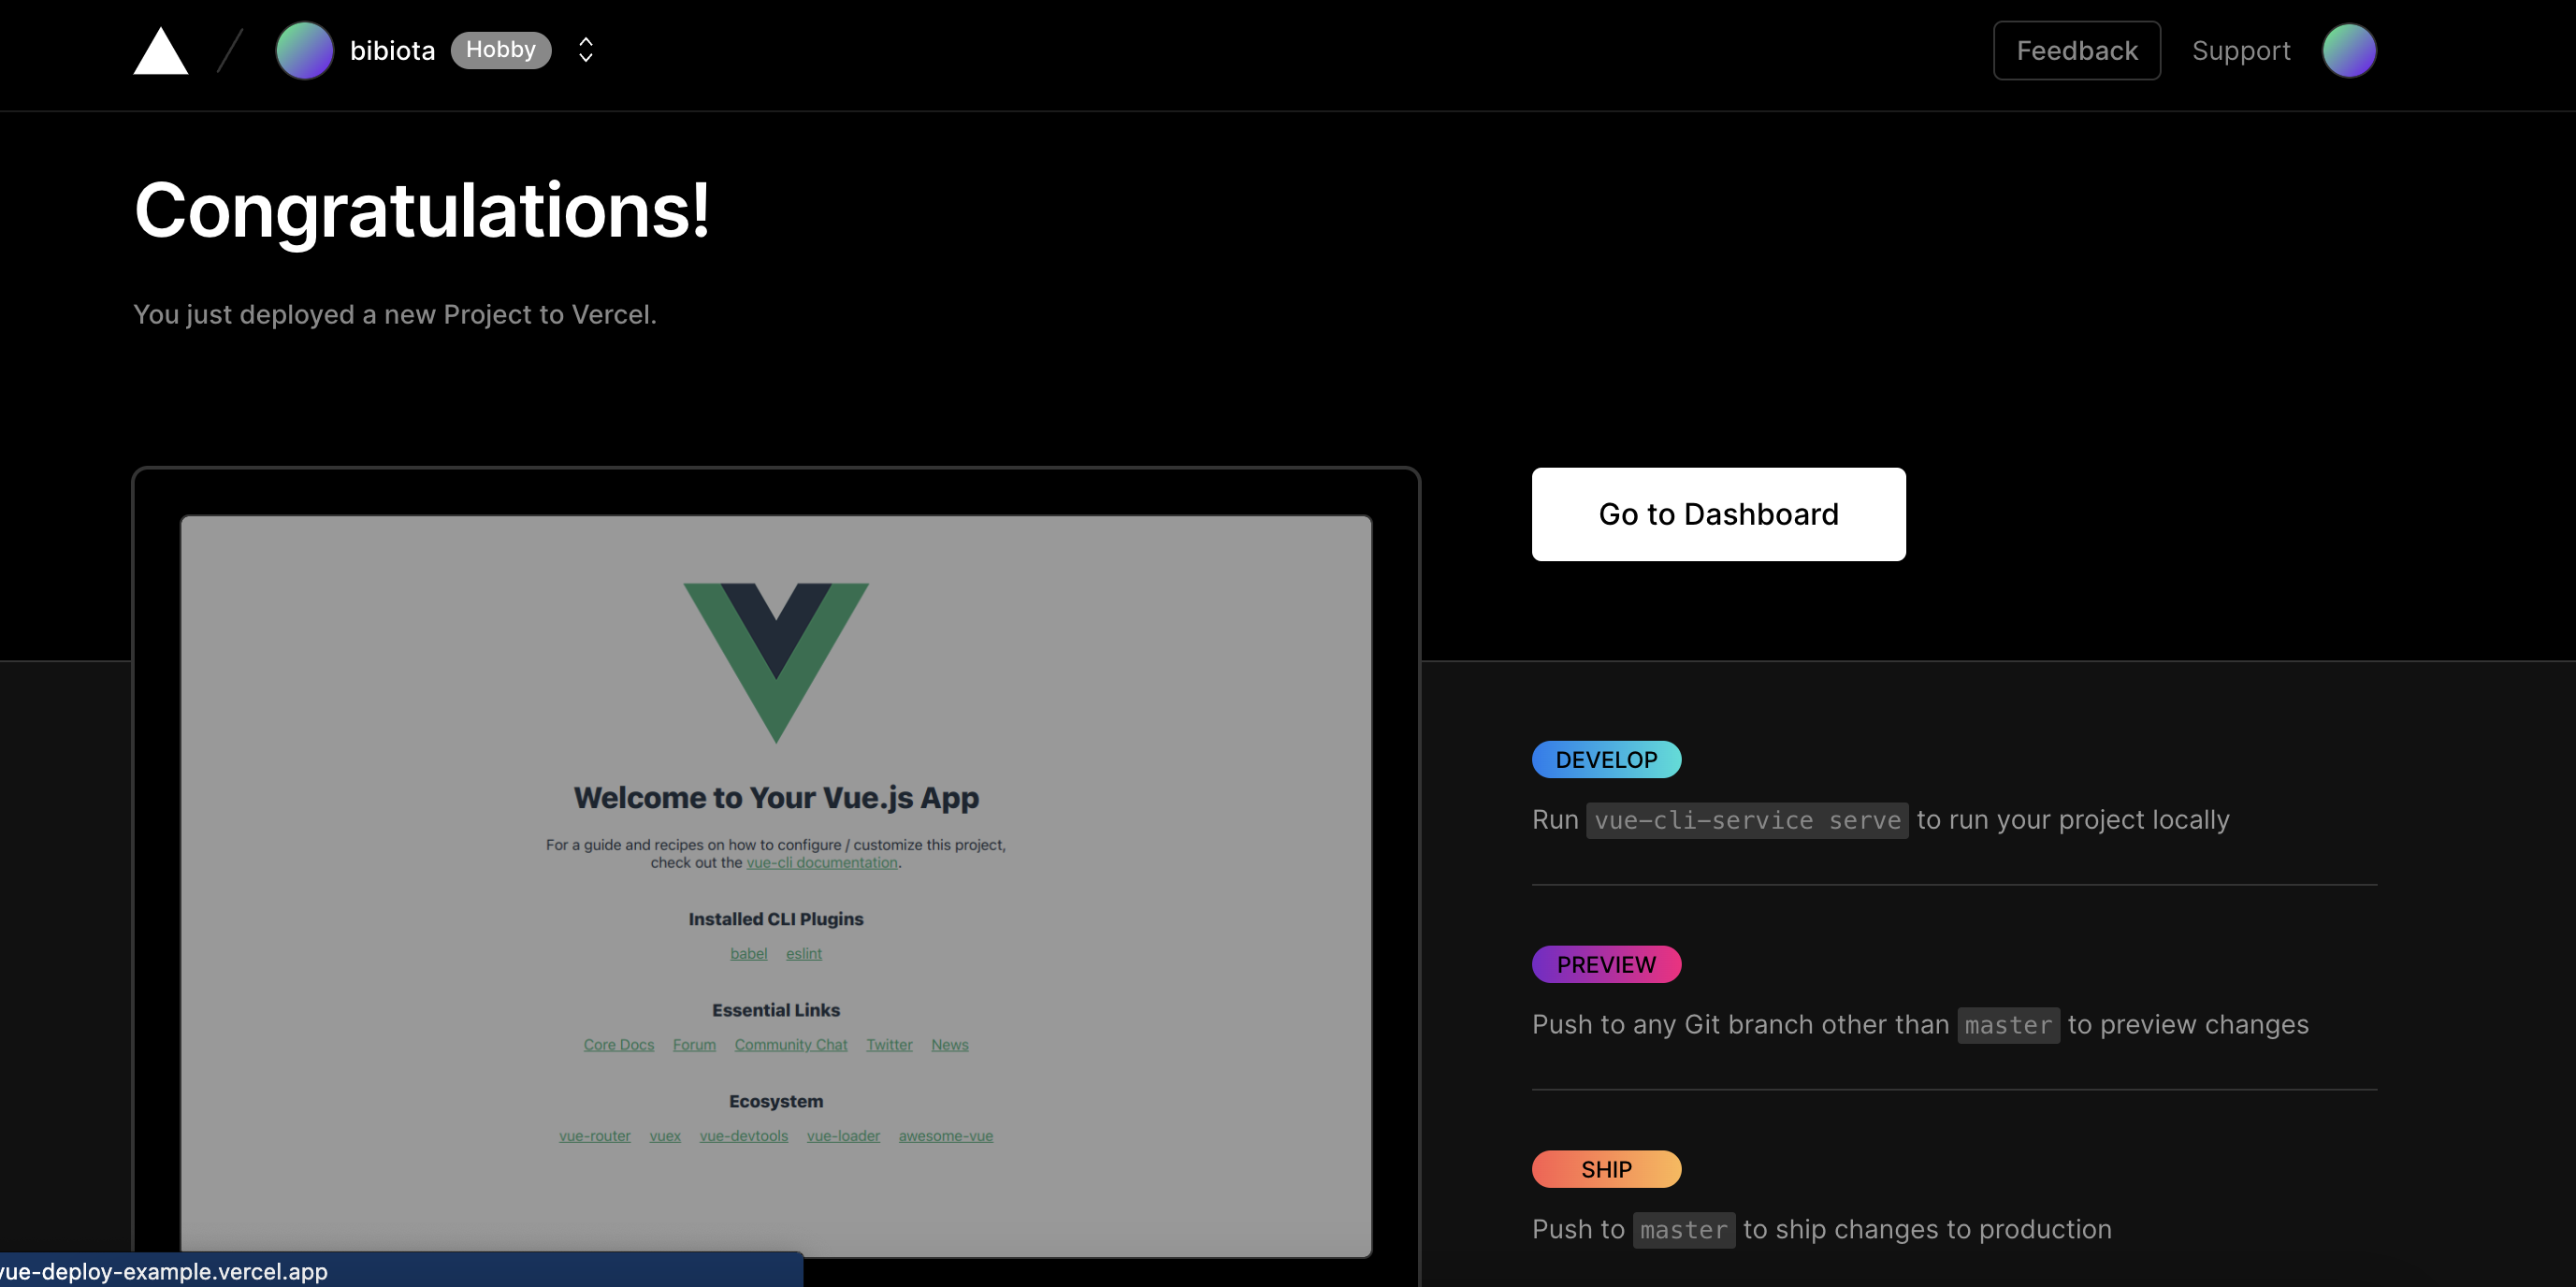 bibiota Hobby
Feedback Support
Congratulations!
You just deployed a new Project to Vercel.
Go to Dashboard
Welcome to Your Vue.js App
For a guide and recipes on how to configure / customize this project,
check out the vue-cli documentation.
Installed CLI Plugins
babel eslint
Essential Links
Core Docs Forum Community Chat Twitter News
Ecosystem
vue-router vuex vue-devtools vue-loader awesome-vue
DEVELOP
Run vue-cli-service serve to run your project locally
PREVIEW
Push to any Git branch other than master to preview changes
SHIP
Push to master to ship changes to production
vue-deploy-example.vercel.app